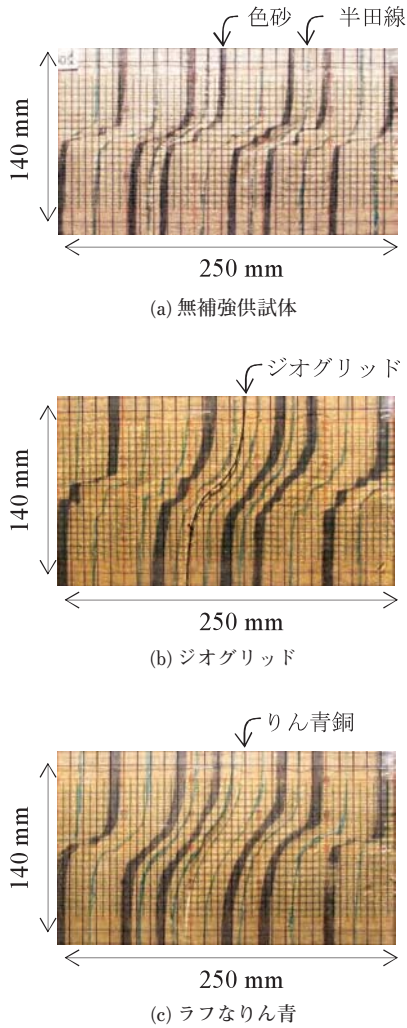 色砂
半田線
140 mm
250 mm
(a) 無補強供試体
ジオグリッド
140 mm
250 mm
(b) ジオグリッド
りん青銅
140 mm
250 mm
(c) ラフなりん青